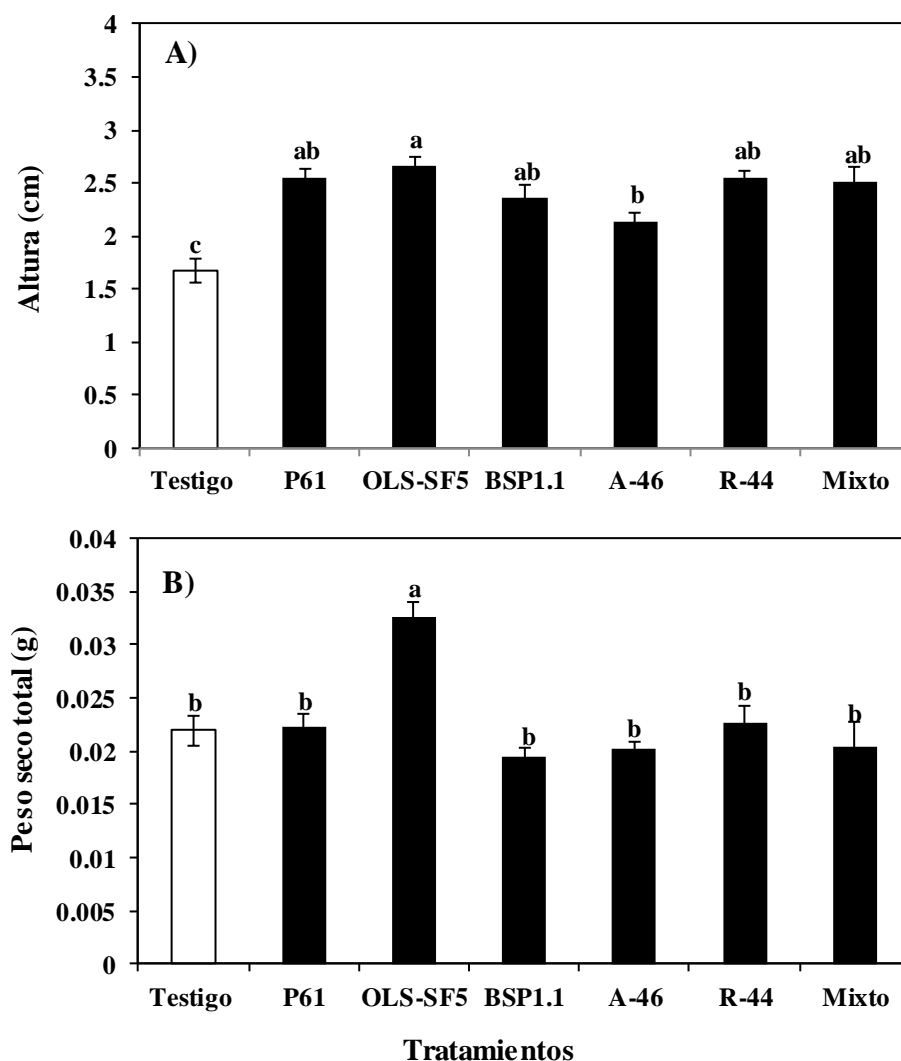 A)
Altura (cm)
4
3.5
3
2.5
2
1.5
1
0.5
0
c
ab
a
ab
b
ab
ab
Testigo P61 OLS-SF5 BSP1.1 A-46 R-44 Mixto
B)
Peso seco total (g)
0.04
0.035
0.03
0.025
0.02
0.015
0.01
0.005
0
b
b
a
b
b
b
b
Testigo P61 OLS-SF5 BSP1.1 A-46 R-44 Mixto
Tratamientos